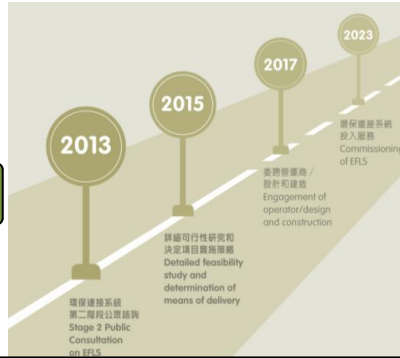 2013
環保連接系統
第二階段公眾諮詢
Stage 2 Public
Consultation
on EFLS
2015
詳細可行性研究和
決定項目實施策略
Detailed feasibility
study and
determination of
means of delivery
2017
委聘營運商／
設計和建造
Engagement of
operator/design
and construction
2023
環保連接系統
投入服務
Commissioning
of EFLS